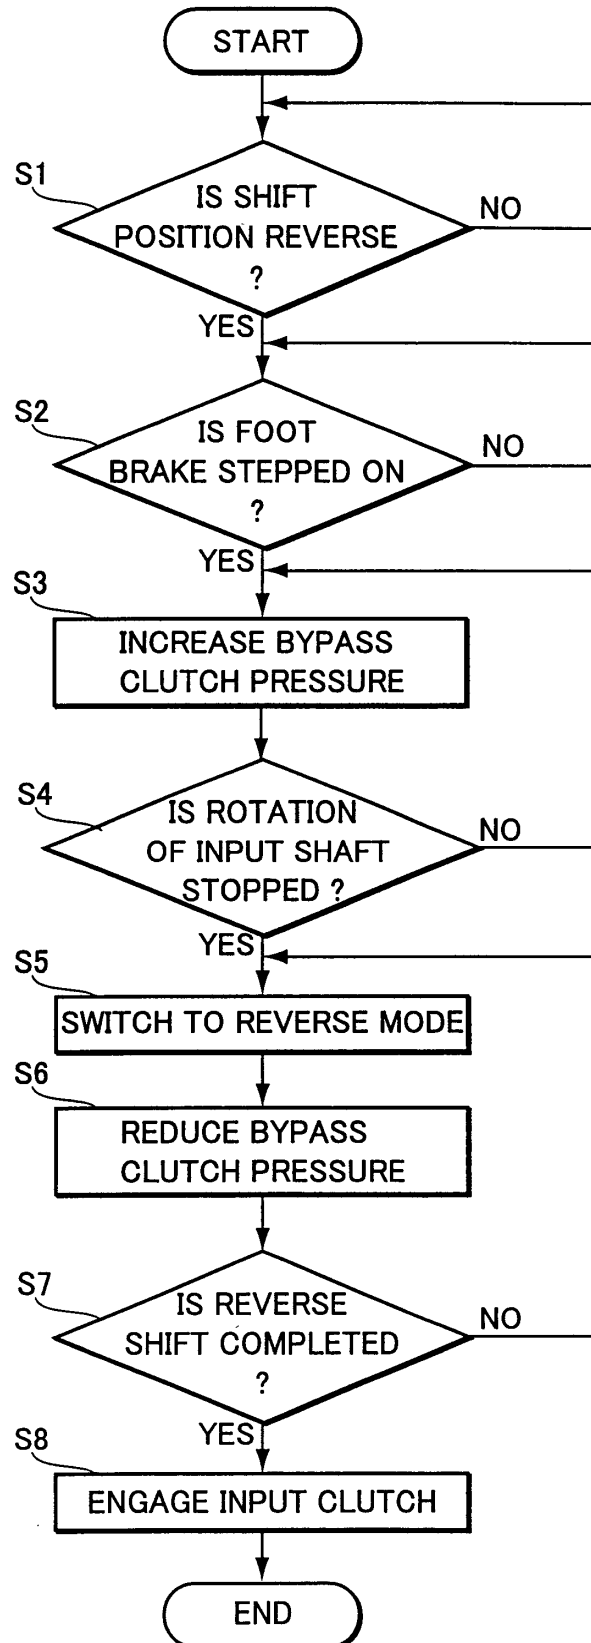 START
S1
IS SHIFT
POSITION REVERSE
?
NO
YES
S2
IS FOOT
BRAKE STEPPED ON
?
NO
YES
S3
INCREASE BYPASS
CLUTCH PRESSURE
S4
IS ROTATION
OF INPUT SHAFT
STOPPED ?
NO
YES
S5
SWITCH TO REVERSE MODE
S6
REDUCE BYPASS
CLUTCH PRESSURE
S7
IS REVERSE
SHIFT COMPLETED
?
NO
YES
S8
ENGAGE INPUT CLUTCH
END